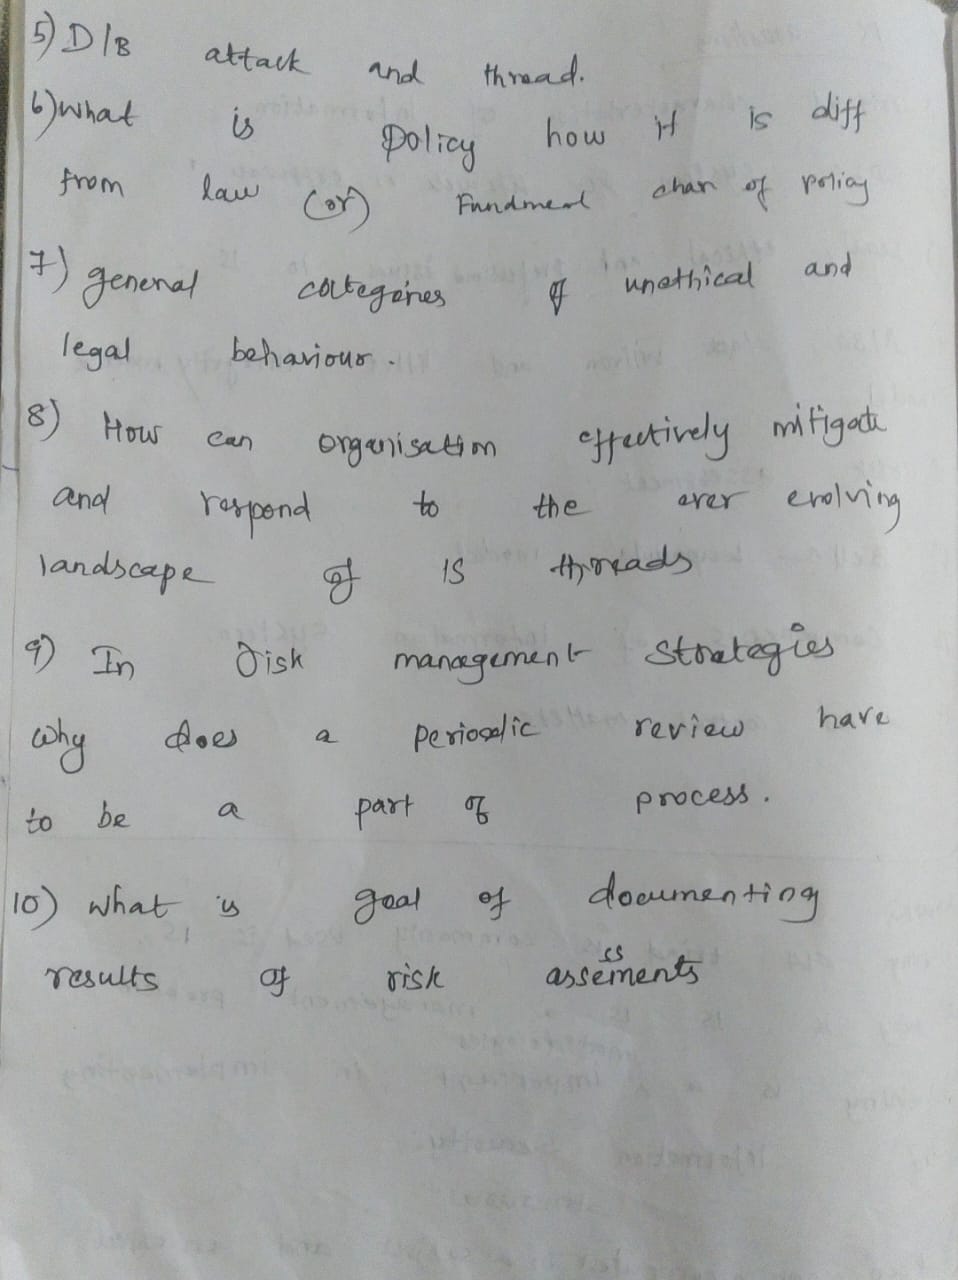 5) D/B attack and thread.
6) What is policy how it is diff
from law (or) Fundmenl char of policy
7) general categories of unethical and
legal behaviour.
8) How can organisation effectively mitigate
and respond to the ever evolving
landscape of IS threads
9) In risk management strategies
why does a periodic review have
to be a part of process.
10) what is goal of documenting
results of risk assessments